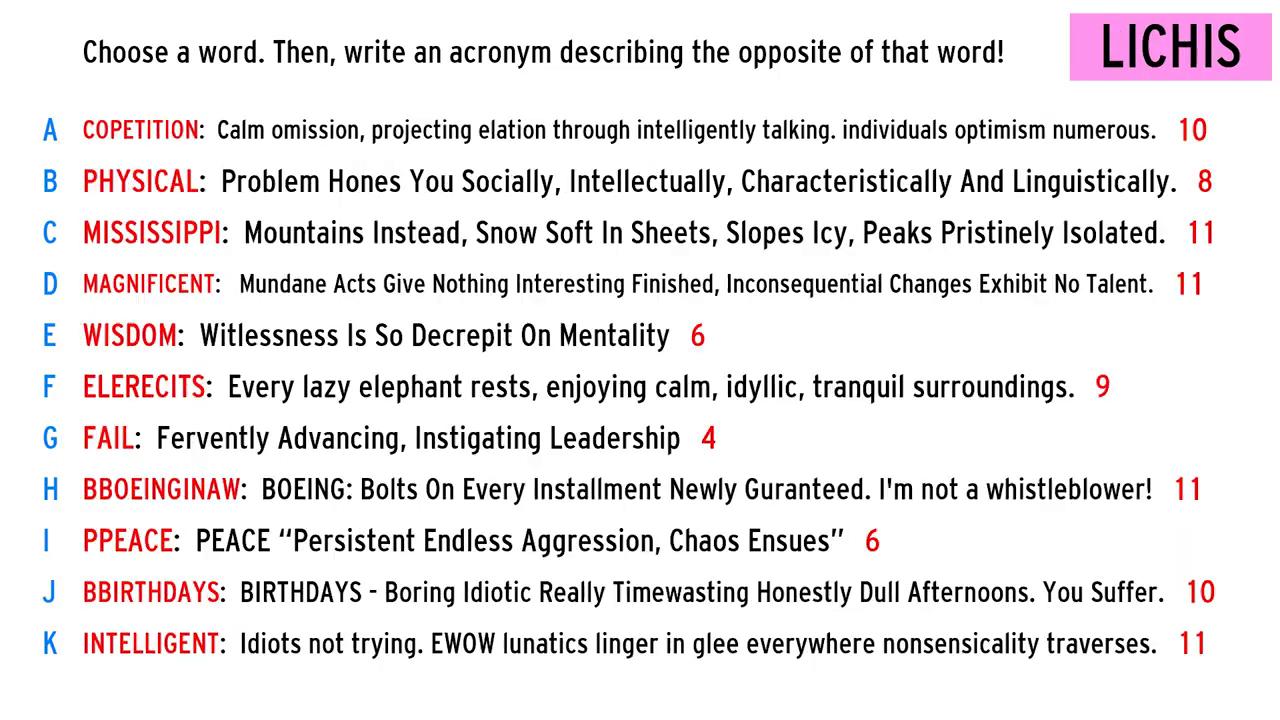 Choose a word. Then, write an acronym describing the opposite of that word!
LICHIS
A COPETITION: Calm omission, projecting elation through intelligently talking. individuals optimism numerous. 10
B PHYSICAL: Problem Hones You Socially, Intellectually, Characteristically And Linguistically. 8
C MISSISSIPPI: Mountains Instead, Snow Soft In Sheets, Slopes Icy, Peaks Pristinely Isolated. 11
D MAGNIFICENT: Mundane Acts Give Nothing Interesting Finished, Inconsequential Changes Exhibit No Talent. 11
E WISDOM: Witlessness Is So Decrepit On Mentality 6
F ELERECITS: Every lazy elephant rests, enjoying calm, idyllic, tranquil surroundings. 9
G FAIL: Fervently Advancing, Instigating Leadership 4
H BBOEINGINAW: BOEING: Bolts On Every Installment Newly Guranteed. I'm not a whistleblower! 11
I PPEACE: PEACE “Persistent Endless Aggression, Chaos Ensues” 6
J BBIRTHDAYS: BIRTHDAYS - Boring Idiotic Really Timewasting Honestly Dull Afternoons. You Suffer. 10
K INTELLIGENT: Idiots not trying. EWOW lunatics linger in glee everywhere nonsensicality traverses. 11